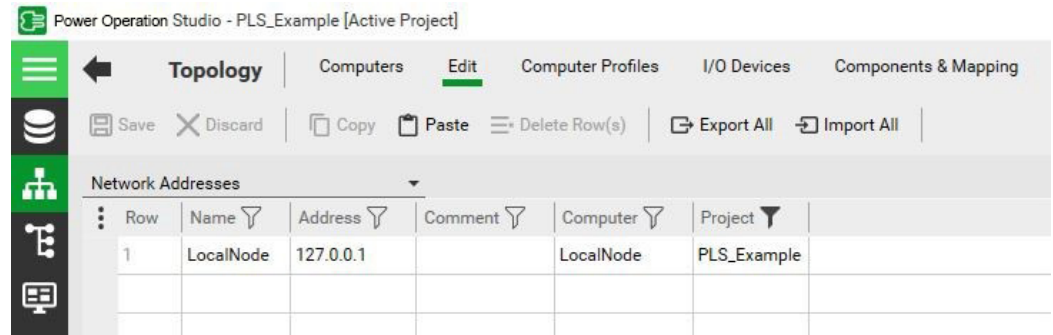 Power Operation Studio - PLS_Example [Active Project]
Topology Computers Edit Computer Profiles I/O Devices Components & Mapping
Save Discard Copy Paste Delete Row(s) Export All Import All
Network Addresses
Row Name Address Comment Computer Project
1 LocalNode 127.0.0.1 LocalNode PLS_Example